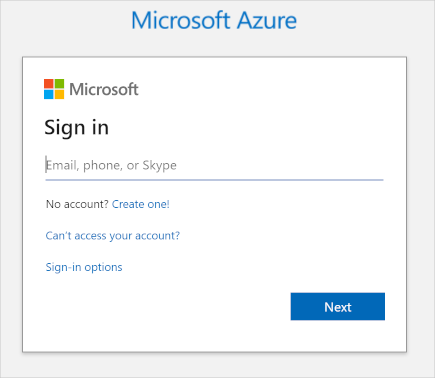 Microsoft Azure
Microsoft
Sign in
Email, phone, or Skype
No account? Create one!
Can't access your account?
Sign-in options
Next